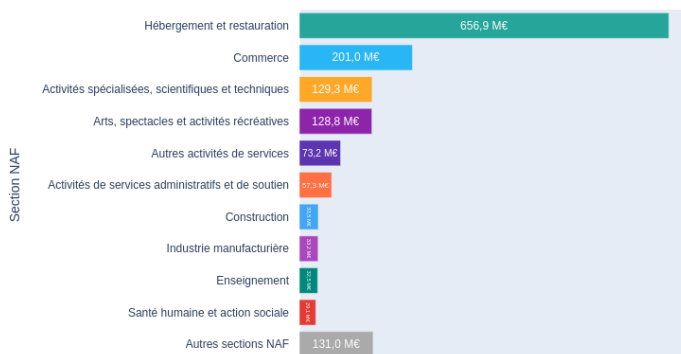 Section NAF
Hébergement et restauration
656,9 M€
Commerce
201,0 M€
Activités spécialisées, scientifiques et techniques
129,3 M€
Arts, spectacles et activités récréatives
128,8 M€
Autres activités de services
73,2 M€
Activités de services administratifs et de soutien
57,3 M€
Construction
Industrie manufacturière
Enseignement
Santé humaine et action sociale
Autres sections NAF
131,0 M€